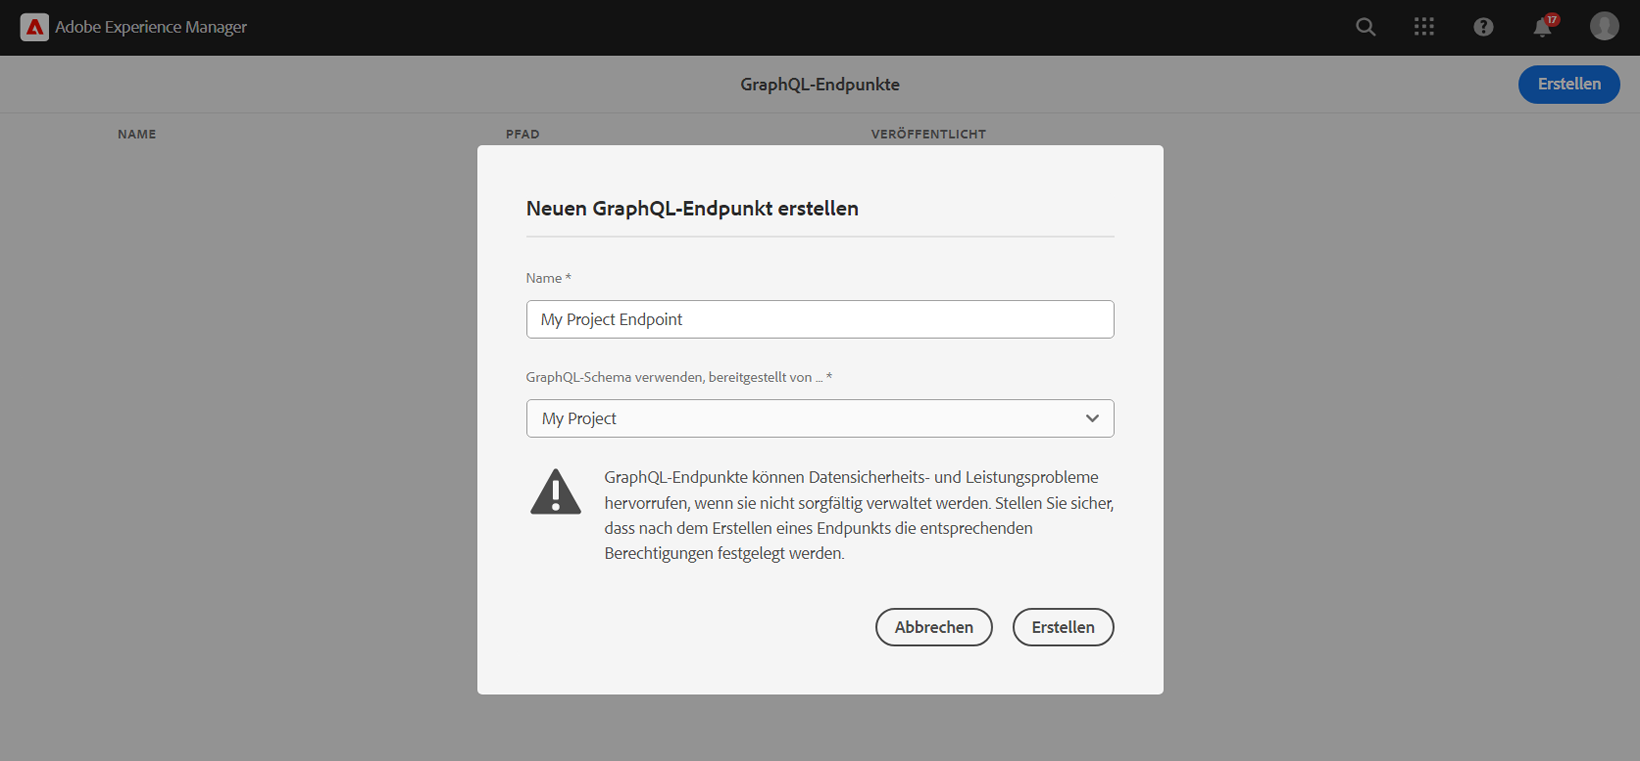 Adobe Experience Manager
17
GraphQL-Endpunkte
Erstellen
NAME
PFAD
VERÖFFENTLICHT
Neuen GraphQL-Endpunkt erstellen
Name *
My Project Endpoint
GraphQL-Schema verwenden, bereitgestellt von ... *
My Project
GraphQL-Endpunkte können Datensicherheits- und Leistungsprobleme
hervorrufen, wenn sie nicht sorgfältig verwaltet werden. Stellen Sie sicher,
dass nach dem Erstellen eines Endpunkts die entsprechenden
Berechtigungen festgelegt werden.
Abbrechen
Erstellen